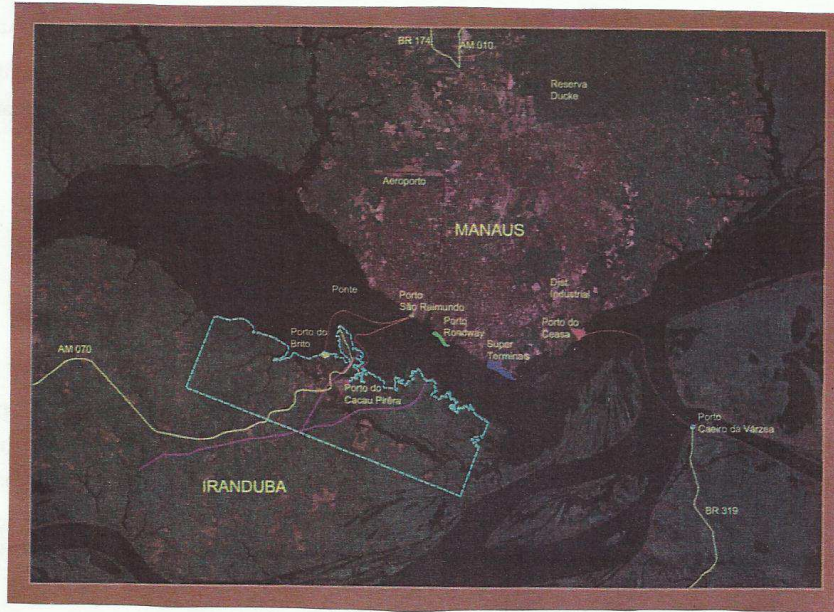 BR 174
AM 010
Reserva
Ducke
Aeroporto
MANAUS
Ponte
Porto
São Raimundo
Dist.
Industrial
Porto
Roadway
Porto do
Ceasa
Super
Terminais
Porto do
Brito
AM 070
Porto do
Cacau Pirêra
IRANDUBA
Porto
Caeiro da Várzea
BR 319